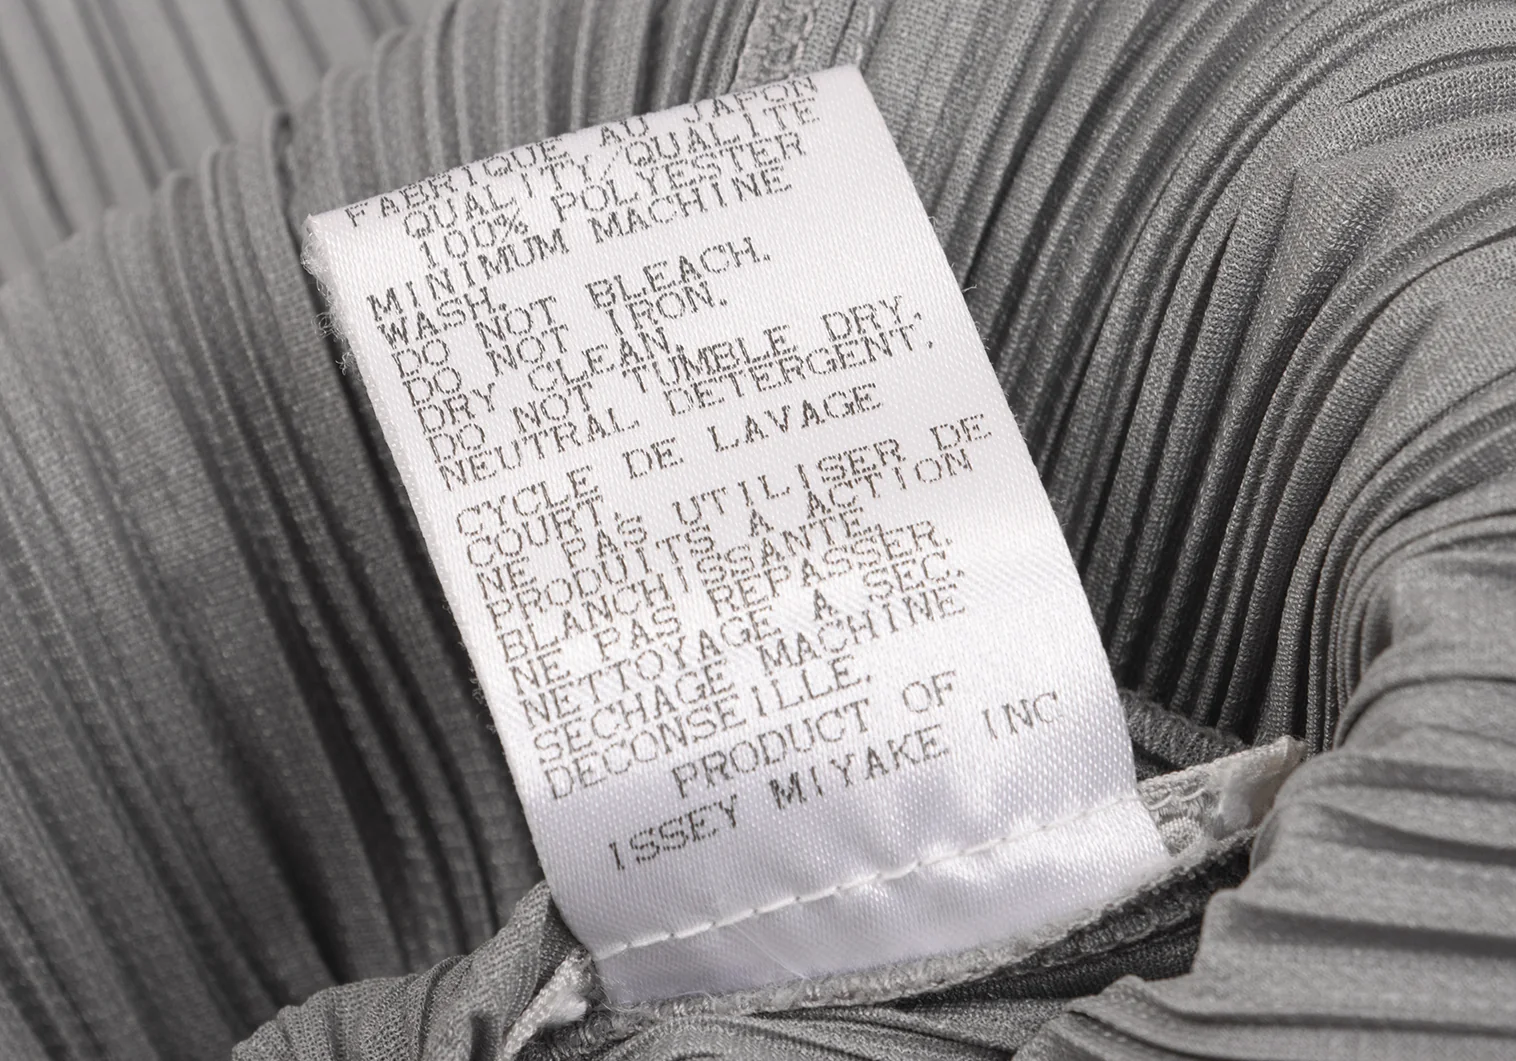 FABRIQUE AU JAPON
QUALITY/QUALITE
100% POLYESTER
MINIMUM MACHINE
WASH.
DO NOT BLEACH.
DO NOT IRON.
DRY CLEAN.
DO NOT TUMBLE DRY.
NEUTRAL DETERGENT.
CYCLE DE LAVAGE
COURT.
NE PAS UTILISER DE
PRODUITS A ACTION
BLANCHISSANTE.
NE PAS REPASSER.
NETTOYAGE A SEC.
SECHAGE MACHINE
DECONSEILLE.
PRODUCT OF
ISSEY MIYAKE INC